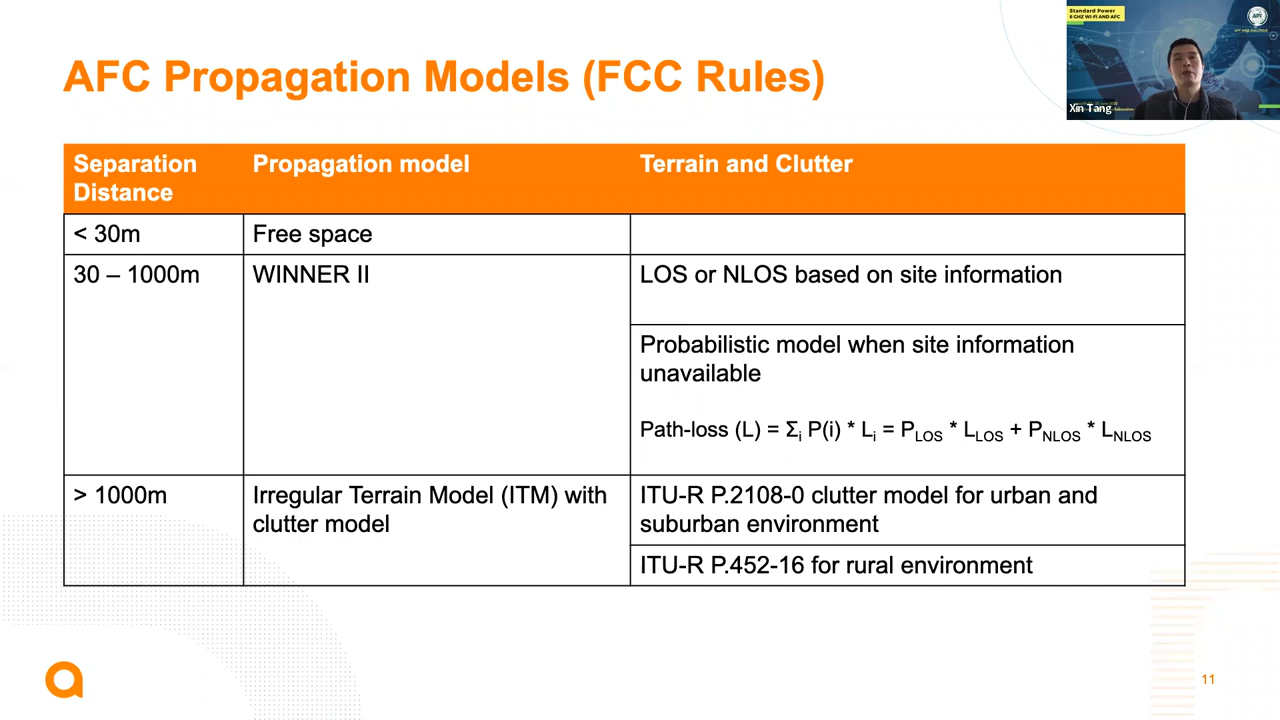 Standard Power
6 GHZ WI-FI AND AFC
AFC
Xin Tang
AFC Propagation Models (FCC Rules)
Separation Distance
Propagation model
Terrain and Clutter
< 30m
Free space
30 – 1000m
WINNER II
LOS or NLOS based on site information
Probabilistic model when site information
unavailable
Path-loss (L) = Σi P(i) * Li = PLOS * LLOS + PNLOS * LNLOS
> 1000m
Irregular Terrain Model (ITM) with
clutter model
ITU-R P.2108-0 clutter model for urban and
suburban environment
ITU-R P.452-16 for rural environment
11